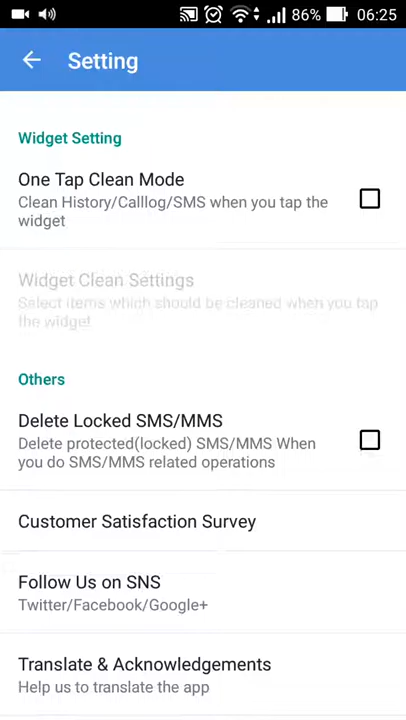 86% 06:25
Setting
Widget Setting
One Tap Clean Mode
Clean History/Calllog/SMS when you tap the
widget
Widget Clean Settings
Select items which should be cleaned when you tap
the widget
Others
Delete Locked SMS/MMS
Delete protected(locked) SMS/MMS When
you do SMS/MMS related operations
Customer Satisfaction Survey
Follow Us on SNS
Twitter/Facebook/Google+
Translate & Acknowledgements
Help us to translate the app